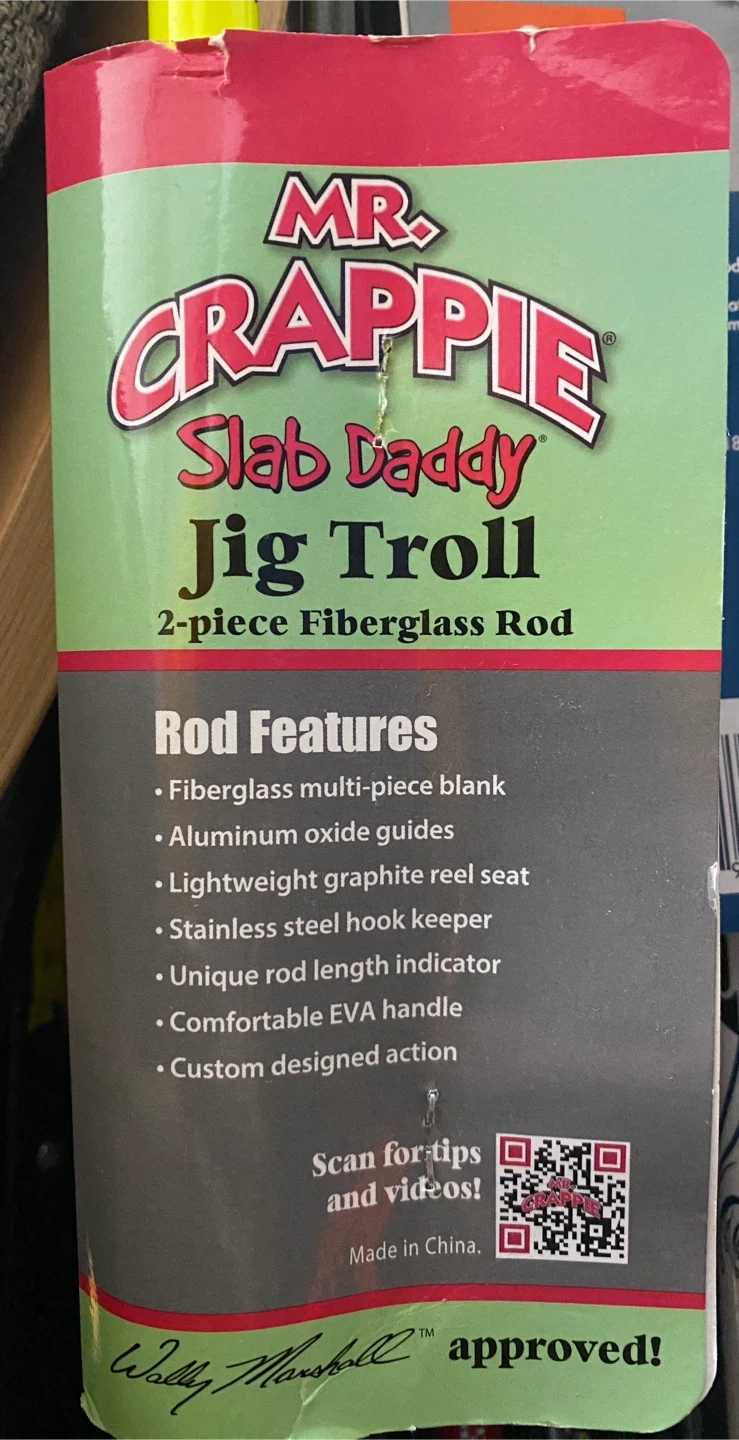 MR.
CRAPPIE®
Slab Daddy®
Jig Troll
2-piece Fiberglass Rod
Rod Features
• Fiberglass multi-piece blank
• Aluminum oxide guides
• Lightweight graphite reel seat
• Stainless steel hook keeper
• Unique rod length indicator
• Comfortable EVA handle
• Custom designed action
Scan for tips
and videos!
MR.
CRAPPIE
Made in China.
Wally Marshall™ approved!